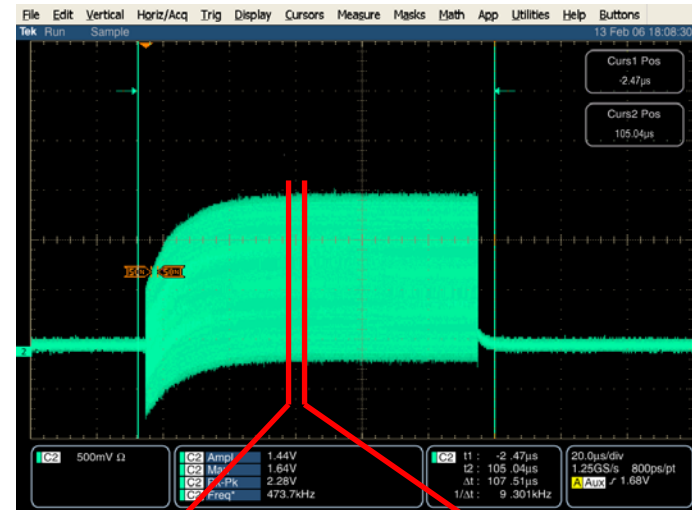 File Edit Vertical Horiz/Acq Trig Display Cursors Measure Masks Math App Utilities Help Buttons
Tek Run Sample 13 Feb 06 18:08:30
Curs1 Pos
-2.47µs
Curs2 Pos
105.04µs
2
C2 500mV Ω
C2 Ampl 1.44V
C2 Max 1.64V
C2 Pk-Pk 2.28V
C2 Freq* 473.7kHz
C2 t1: -2.47µs
t2: 105.04µs
Δt: 107.51µs
1/Δt: 9.301kHz
20.0µs/div
1.25GS/s 800ps/pt
A Aux 1.68V